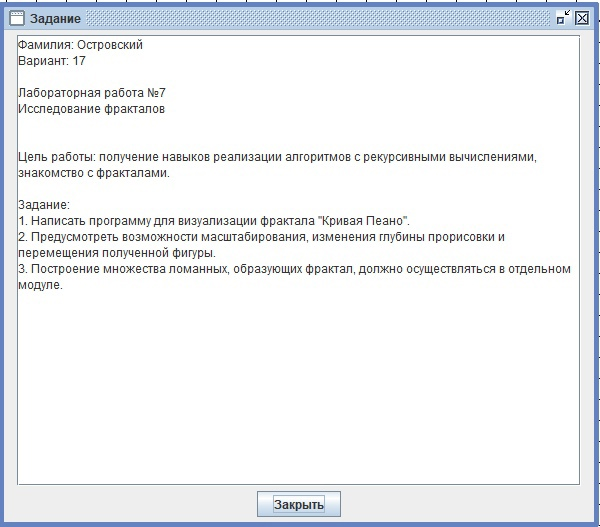 Задание
Фамилия: Островский
Вариант: 17
Лабораторная работа №7
Исследование фракталов
Цель работы: получение навыков реализации алгоритмов с рекурсивными вычислениями,
знакомство с фракталами.
Задание:
1. Написать программу для визуализации фрактала "Кривая Пеано".
2. Предусмотреть возможности масштабирования, изменения глубины прорисовки и
перемещения полученной фигуры.
3. Построение множества ломанных, образующих фрактал, должно осуществляться в отдельном
модуле.
Закрыть